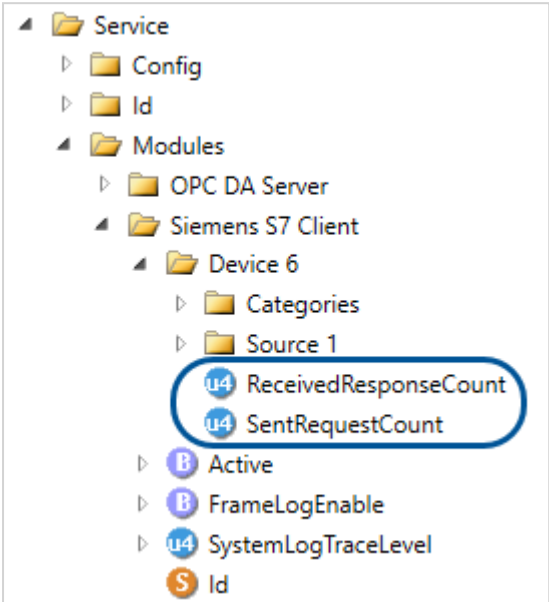 Service
Config
Id
Modules
OPC DA Server
Siemens S7 Client
Device 6
Categories
Source 1
u4 ReceivedResponseCount
u4 SentRequestCount
B Active
B FrameLogEnable
u4 SystemLogTraceLevel
S Id